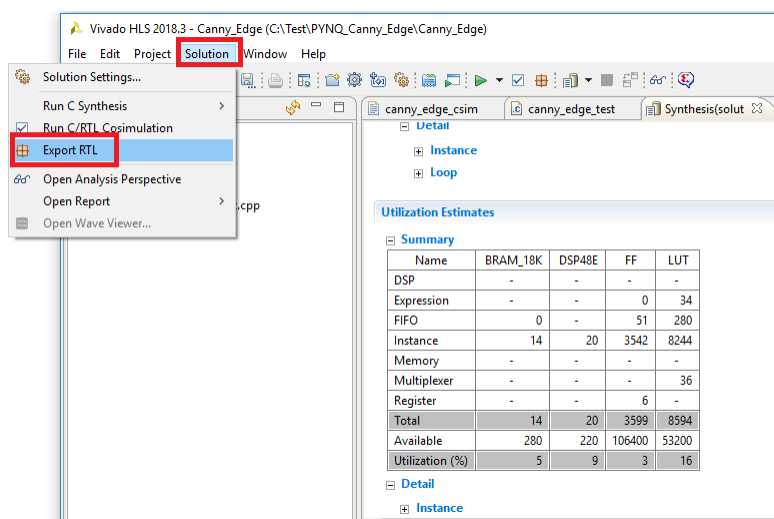 Vivado HLS 2018.3 - Canny_Edge (C:\Test\PYNQ_Canny_Edge\Canny_Edge)
File Edit Project Solution Window Help
Solution Settings...
Run C Synthesis
Run C/RTL Cosimulation
Export RTL
Open Analysis Perspective
Open Report
Open Wave Viewer...
.cpp
canny_edge_csim canny_edge_test Synthesis(solut
Detail
Instance
Loop
Utilization Estimates
Summary
Name BRAM_18K DSP48E FF LUT
DSP - - - -
Expression - - 0 34
FIFO 0 - 51 280
Instance 14 20 3542 8244
Memory - - - -
Multiplexer - - - 36
Register - - 6 -
Total 14 20 3599 8594
Available 280 220 106400 53200
Utilization (%) 5 9 3 16
Detail
Instance